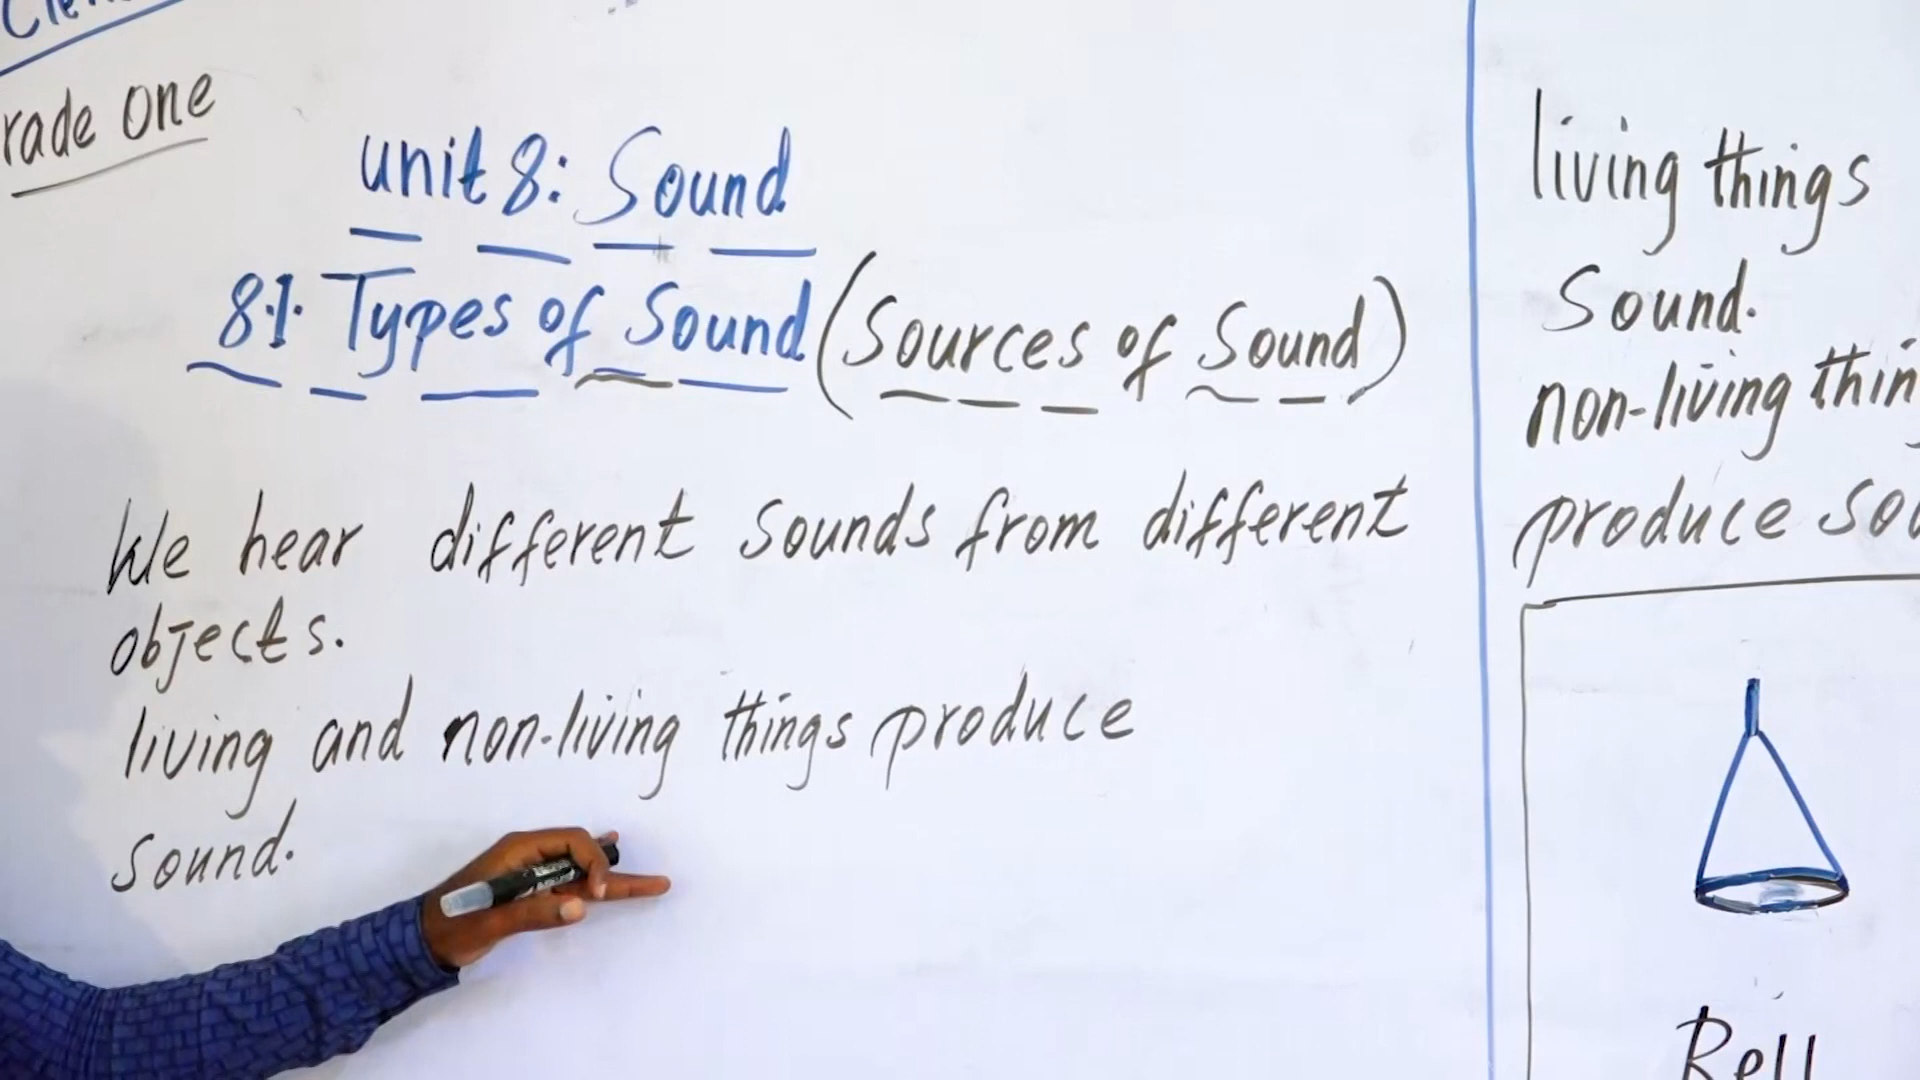 rade one
unit 8: Sound
8.1. Types of Sound (Sources of Sound)
We hear different Sounds from different
objects.
living and non-living things produce
Sound.
living things
Sound.
non-living thin
produce sou
Bell